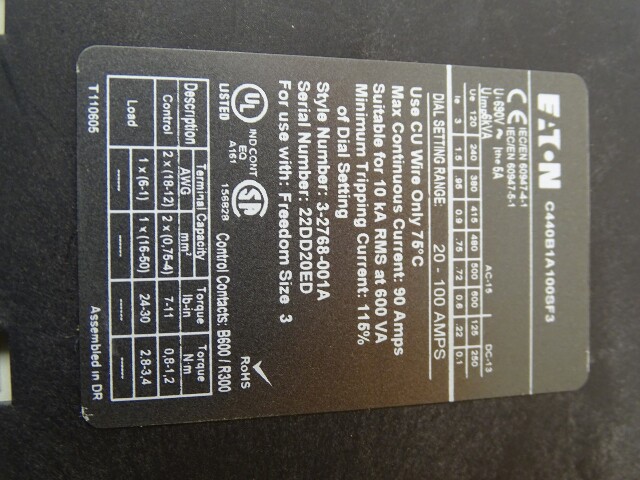 EATON C440B1A100SF3
CE IEC/EN 60947-4-1
IEC/EN 60947-5-1
Ui=690V ~ Ith=5A
Uimp=6kVA
AC-15 DC-13
Ue 120 240 380 415 480 500 600 125 250
Ie 3 1.5 .95 0.9 .75 .72 0.6 .22 0.1
DIAL SETTING RANGE: 20 - 100 AMPS
Use CU Wire Only 75°C
Max Continuous Current: 90 Amps
Suitable for 10 kA RMS at 600 VA
Minimum Tripping Current: 115%
of Dial Setting
Style Number: 3-2768-001A
Serial Number: 22DD20ED
For use with: Freedom Size 3
UL LISTED
IND CONT
EQ
A161
156828
RoHS
Control Contacts: B600 / R300
Description Terminal Capacity Torque Torque
AWG mm² lb-in N·m
Control 2 x (18-12) 2 x (0,75-4) 7-11 0,8-1,2
Load 1 x (6-1) 1 x (16-50) 24-30 2,8-3,4
----- ----- ----- -----
T110605 Assembled in DR